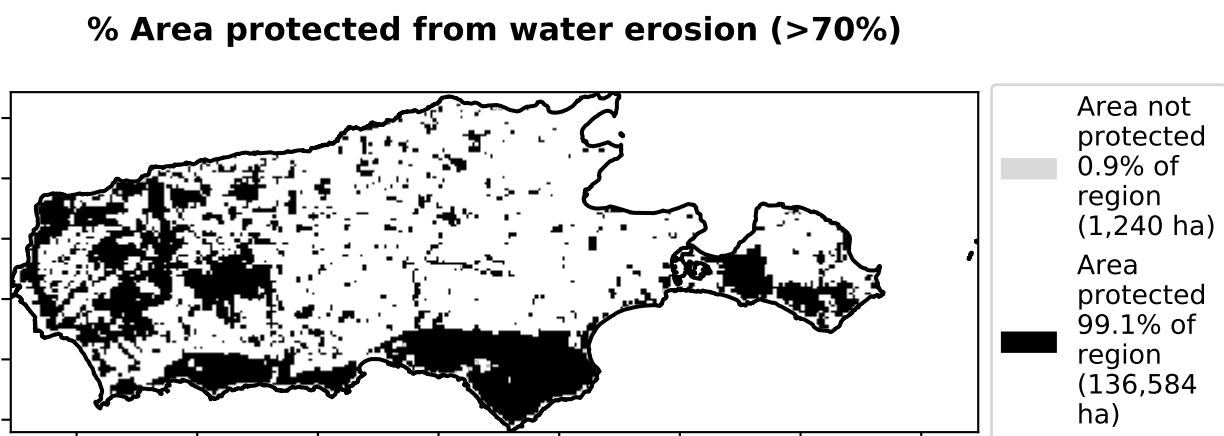 % Area protected from water erosion (>70%)
Area not
protected
0.9% of
region
(1,240 ha)
Area
protected
99.1% of
region
(136,584
ha)